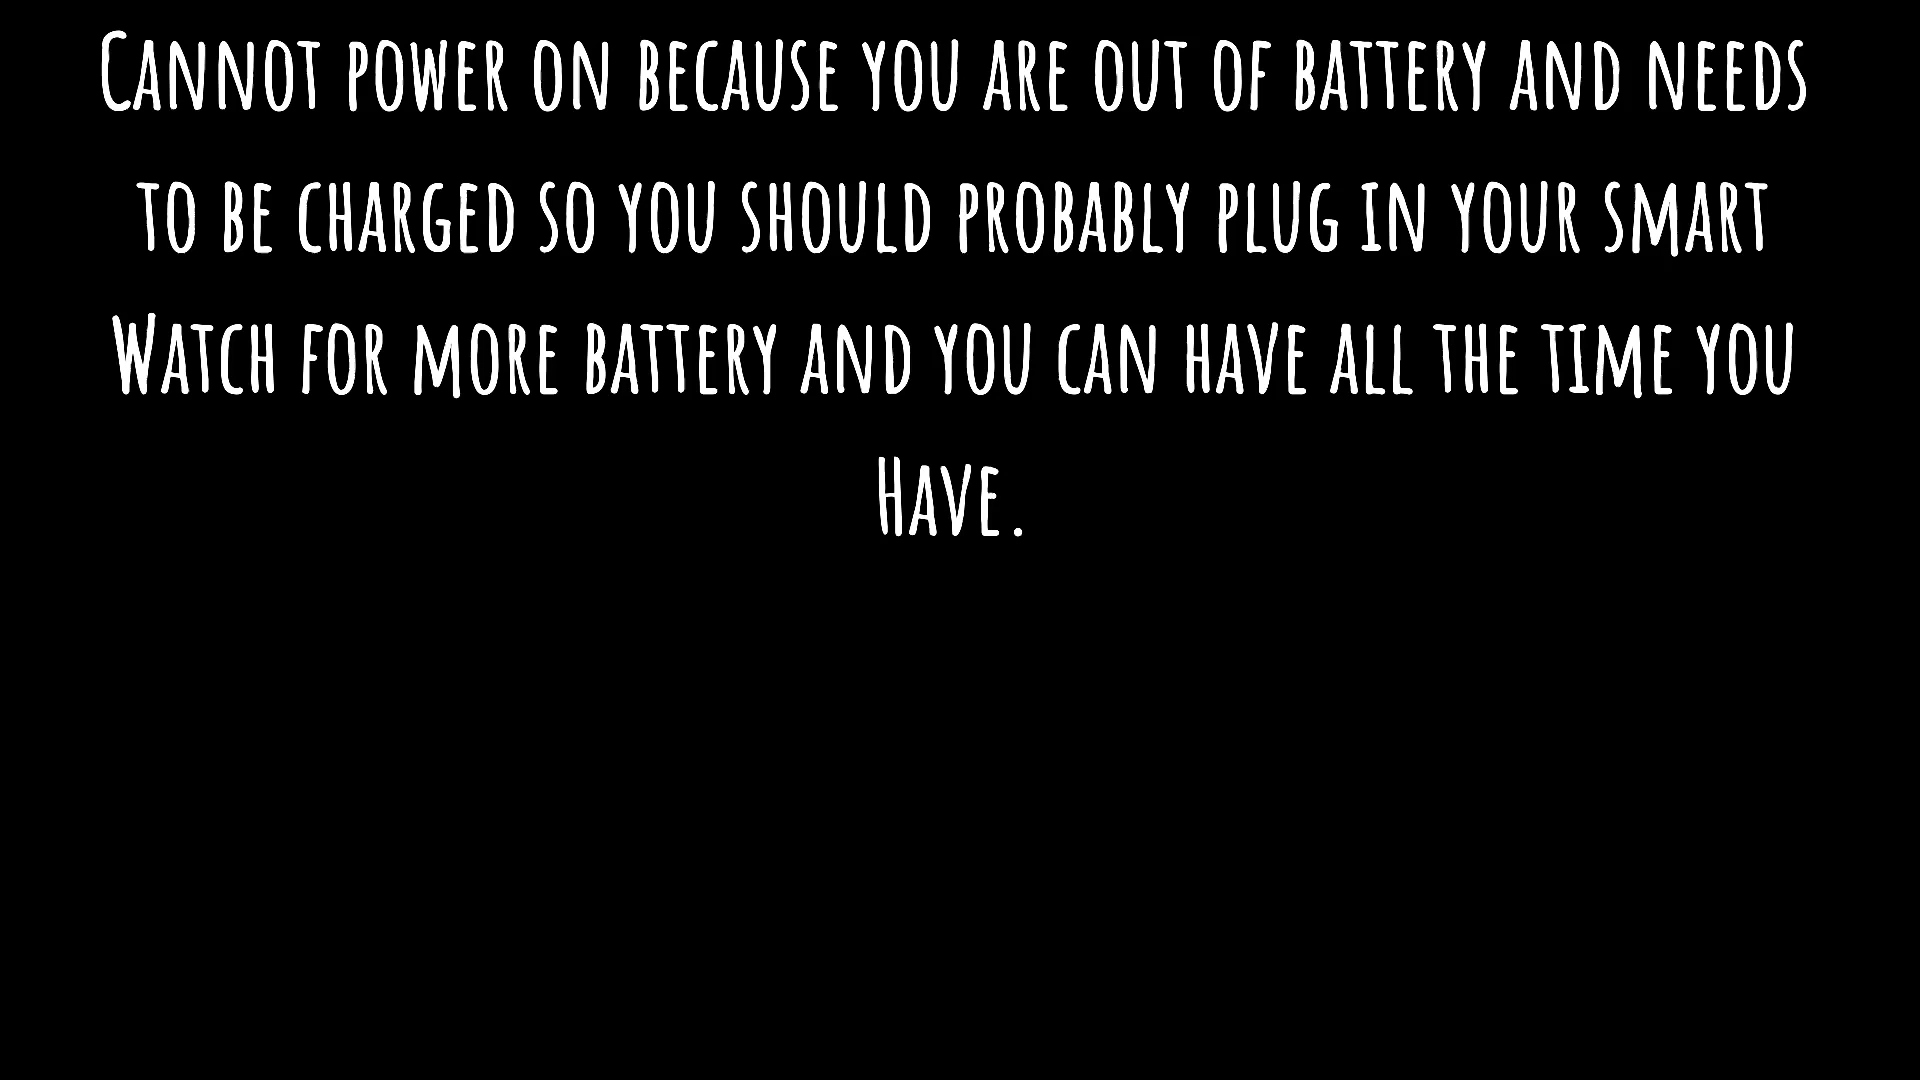 Cannot power on because you are out of battery and needs
to be charged so you should probably plug in your smart
Watch for more battery and you can have all the time you
Have.